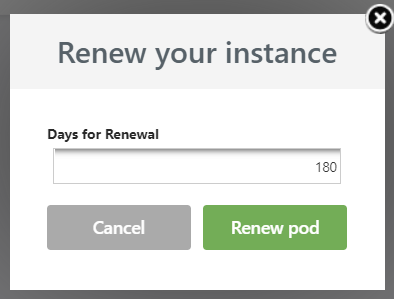 Renew your instance
Days for Renewal
180
Cancel
Renew pod